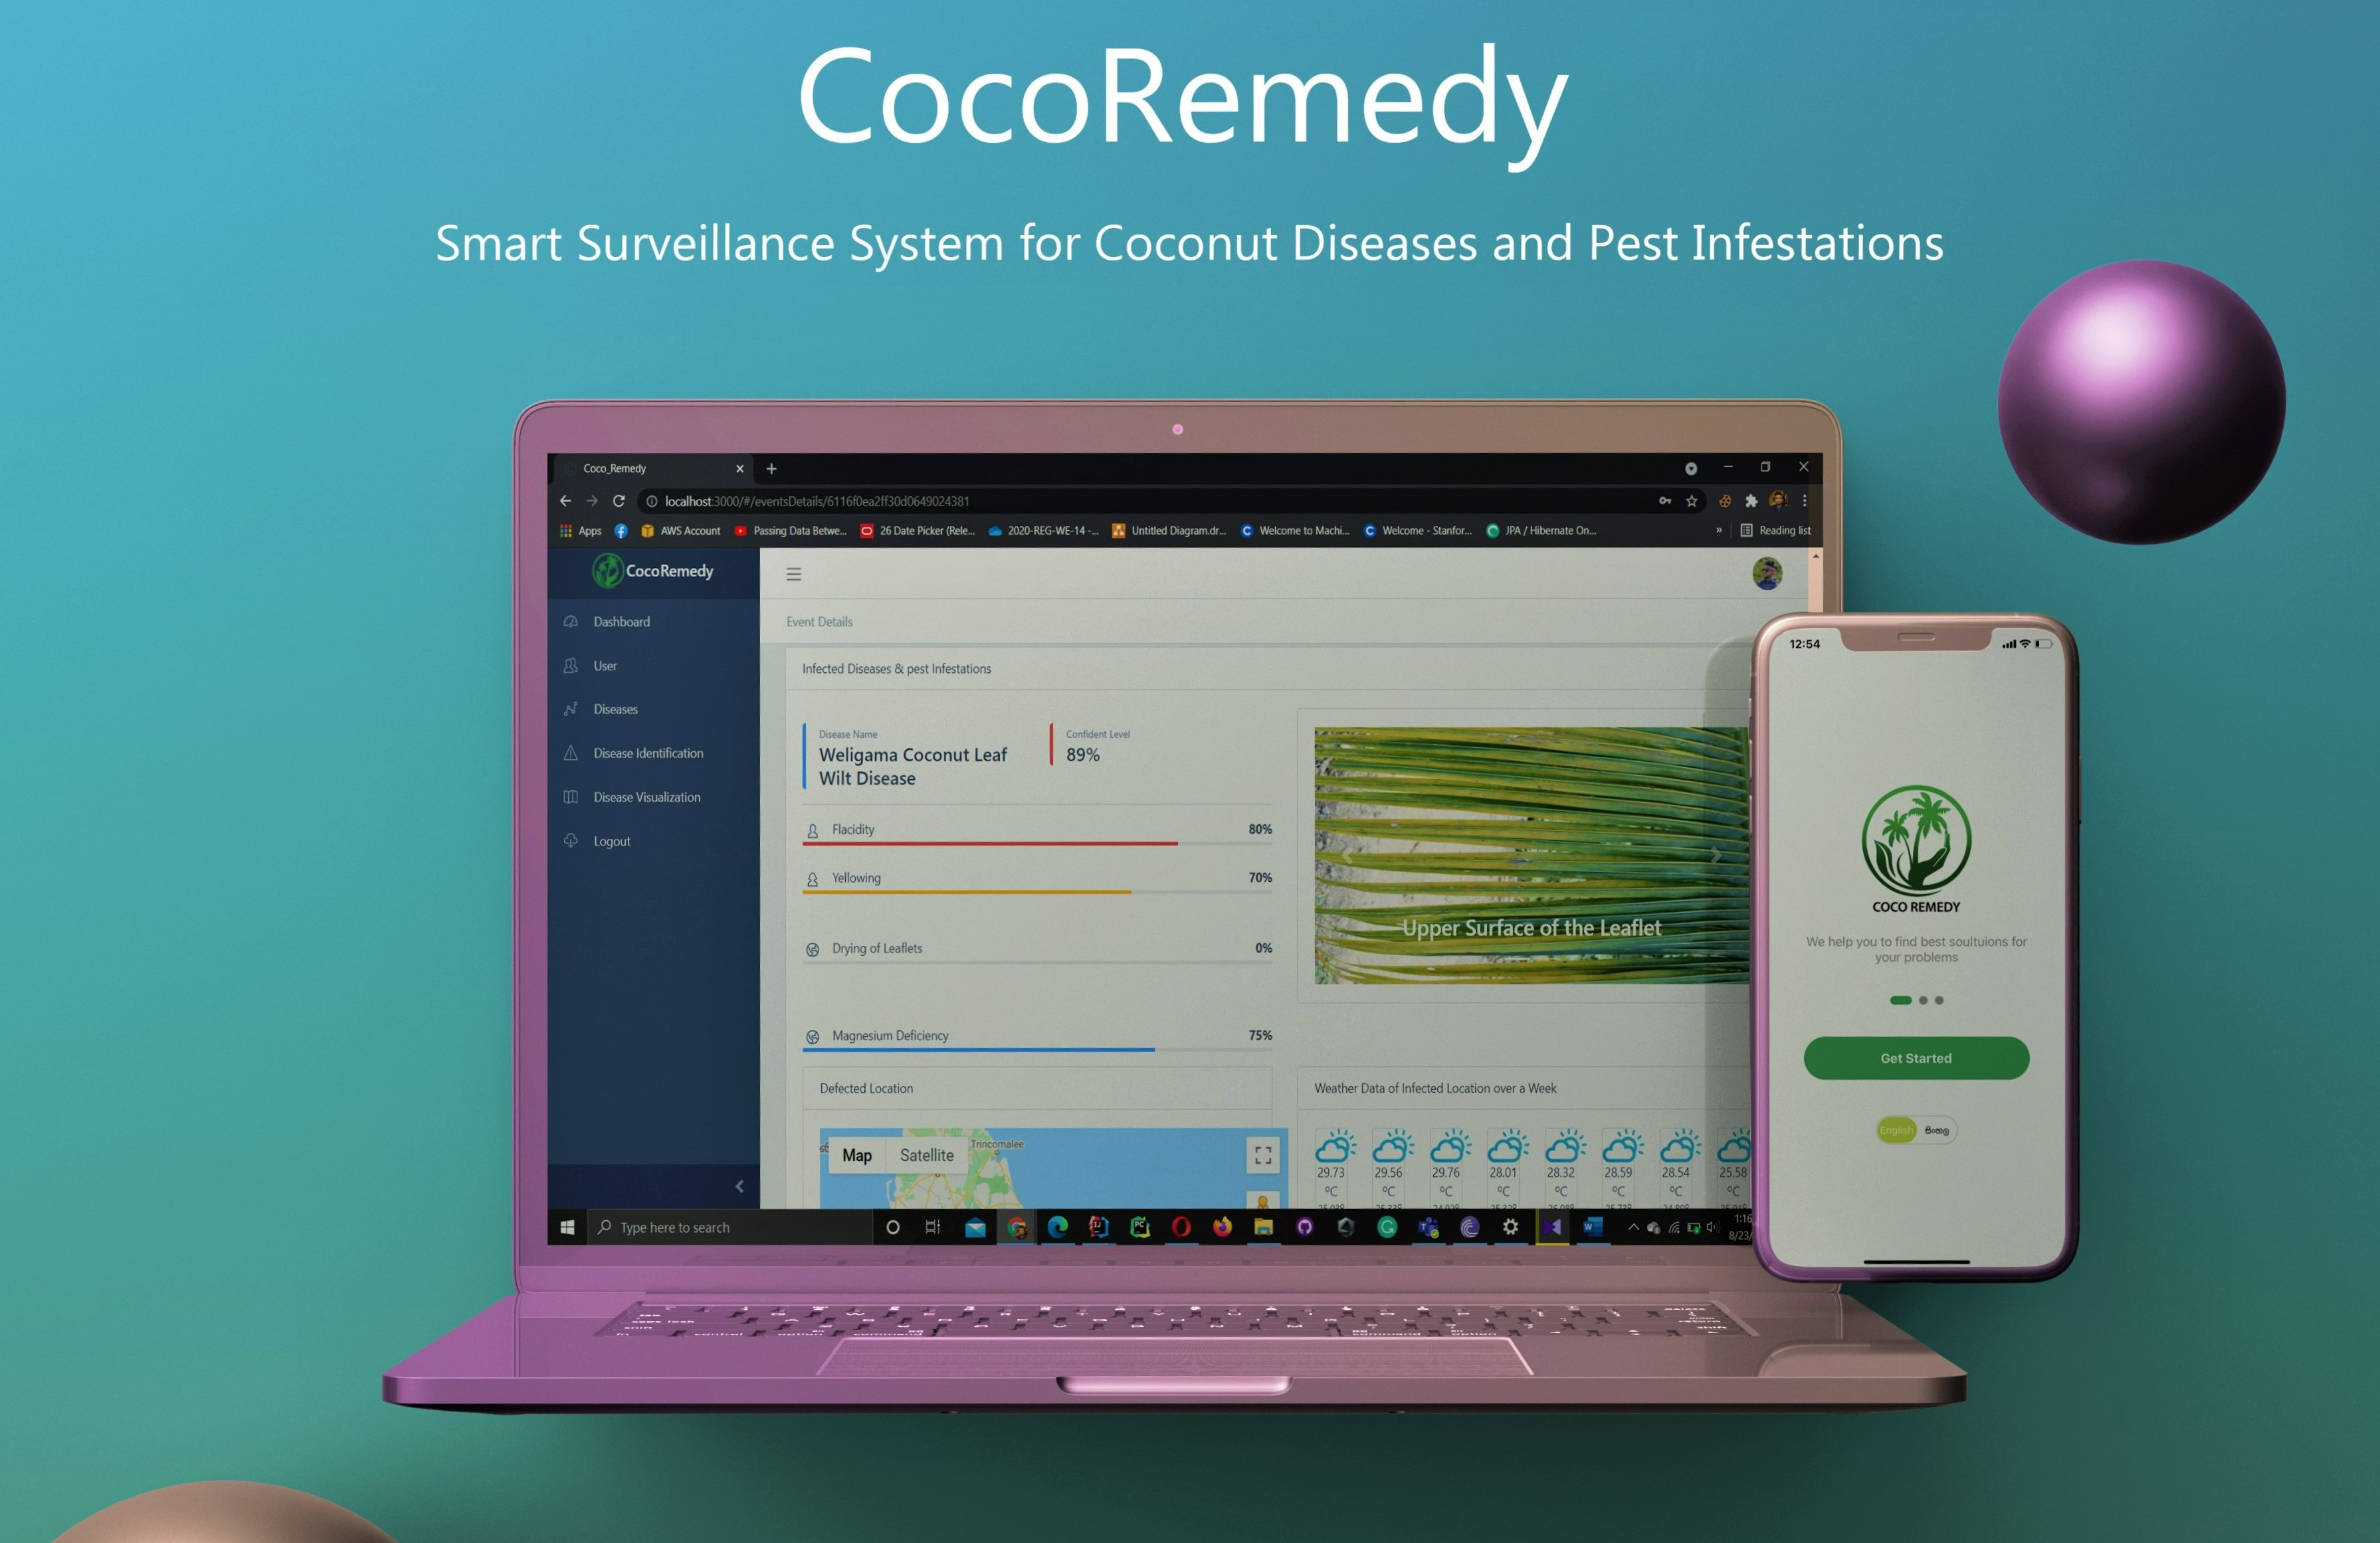 CocoRemedy
Smart Surveillance System for Coconut Diseases and Pest Infestations
Coco_Remedy
localhost:3000/#/eventsDetails/6116f0ea2ff30d0649024381
Apps
AWS Account
Passing Data Betwe...
26 Date Picker (Rele...
2020-REG-WE-14 -...
Untitled Diagram.dr...
Welcome to Machi...
Welcome - Stanfor...
JPA / Hibernate On...
»
Reading list
CocoRemedy
Dashboard
User
Diseases
Disease Identification
Disease Visualization
Logout
Event Details
Infected Diseases & pest Infestations
Disease Name
Weligama Coconut Leaf
Wilt Disease
Confident Level
89%
Flacidity 80%
Yellowing 70%
Drying of Leaflets 0%
Magnesium Deficiency 75%
Upper Surface of the Leaflet
Defected Location
Map Satellite
Trincomalee
Weather Data of Infected Location over a Week
29.73 29.56 29.76 28.01 28.32 28.59 28.54 25.58
°C °C °C °C °C °C °C °C
Type here to search
1:16
8/23/
12:54
COCO REMEDY
We help you to find best soultuions for
your problems
Get Started
English සිංහල